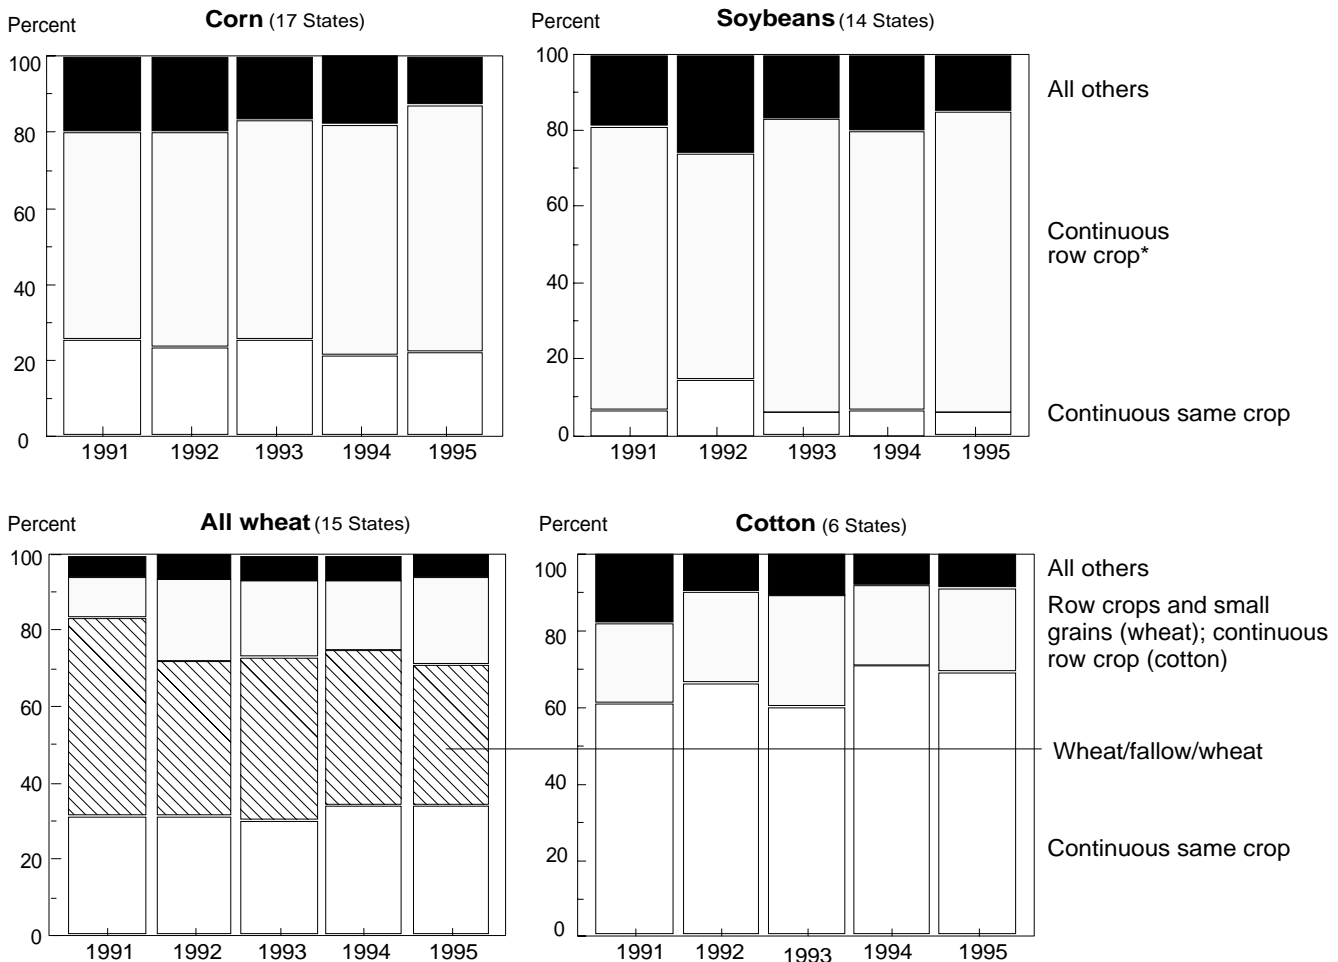 Percent
Corn (17 States)
100
80
60
40
20
0
1991 1992 1993 1994 1995
Percent
Soybeans (14 States)
100
80
60
40
20
0
1991 1992 1993 1994 1995
All others
Continuous
row crop*
Continuous same crop
Percent
All wheat (15 States)
100
80
60
40
20
0
1991 1992 1993 1994 1995
Percent
Cotton (6 States)
100
80
60
40
20
0
1991 1992 1993 1994 1995
All others
Row crops and small
grains (wheat); continuous
row crop (cotton)
Wheat/fallow/wheat
Continuous same crop